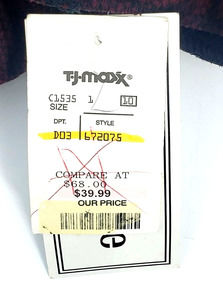 T·J·maxx®
C1535 1 10
SIZE
DPT. STYLE
D03 672075
COMPARE AT
$68.00
$39.99
OUR PRICE
e